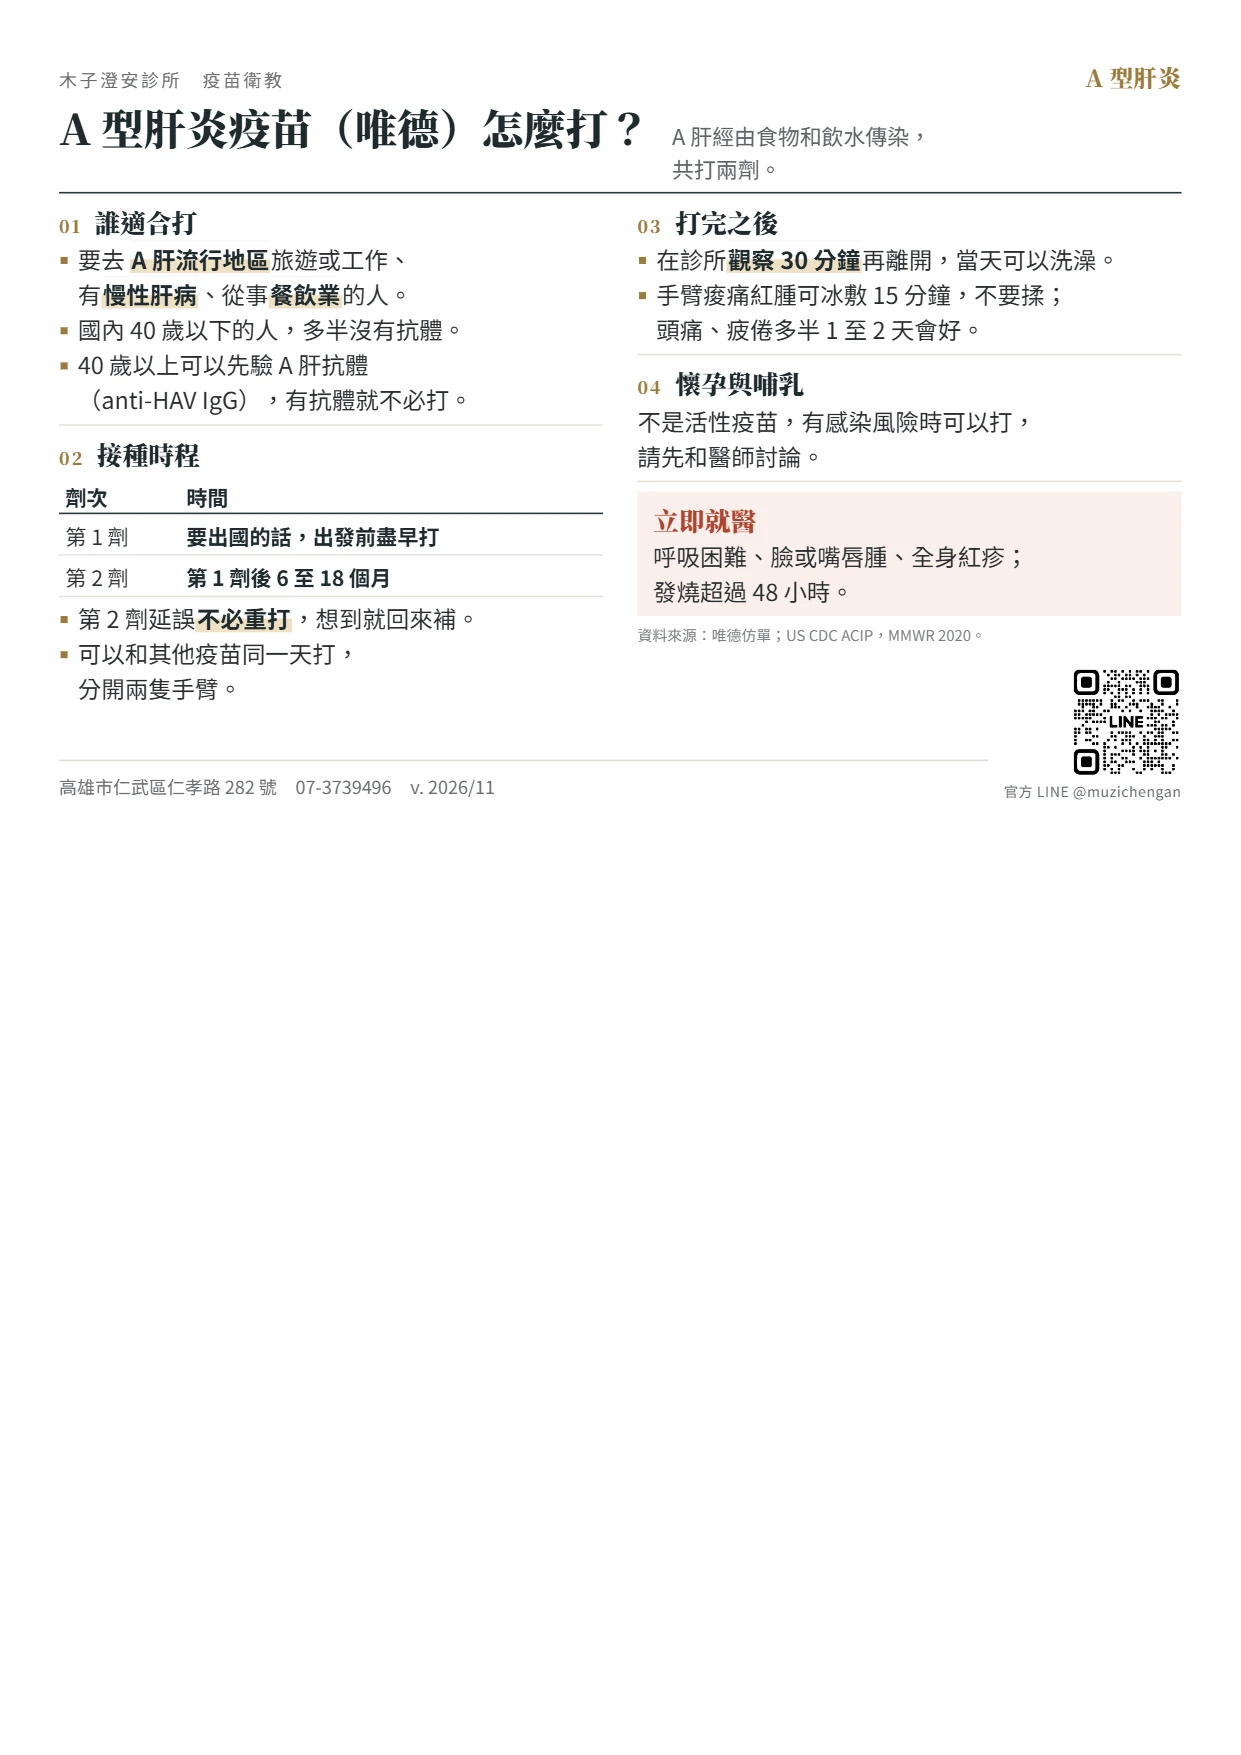 木子澄安診所　疫苗衛教
A 型肝炎
A 型肝炎疫苗（唯德）怎麼打？
A 肝經由食物和飲水傳染，
共打兩劑。
01 誰適合打
▪ 要去 A 肝流行地區旅遊或工作、
有慢性肝病、從事餐飲業的人。
▪ 國內 40 歲以下的人，多半沒有抗體。
▪ 40 歲以上可以先驗 A 肝抗體
（anti-HAV IgG），有抗體就不必打。
02 接種時程
劑次　時間
第 1 劑　要出國的話，出發前盡早打
第 2 劑　第 1 劑後 6 至 18 個月
▪ 第 2 劑延誤不必重打，想到就回來補。
▪ 可以和其他疫苗同一天打，
分開兩隻手臂。
03 打完之後
▪ 在診所觀察 30 分鐘再離開，當天可以洗澡。
▪ 手臂痠痛紅腫可冰敷 15 分鐘，不要揉；
頭痛、疲倦多半 1 至 2 天會好。
04 懷孕與哺乳
不是活性疫苗，有感染風險時可以打，
請先和醫師討論。
立即就醫
呼吸困難、臉或嘴唇腫、全身紅疹；
發燒超過 48 小時。
資料來源：唯德仿單；US CDC ACIP，MMWR 2020。
LINE
高雄市仁武區仁孝路 282 號　07-3739496　v. 2026/11
官方 LINE @muzichengan